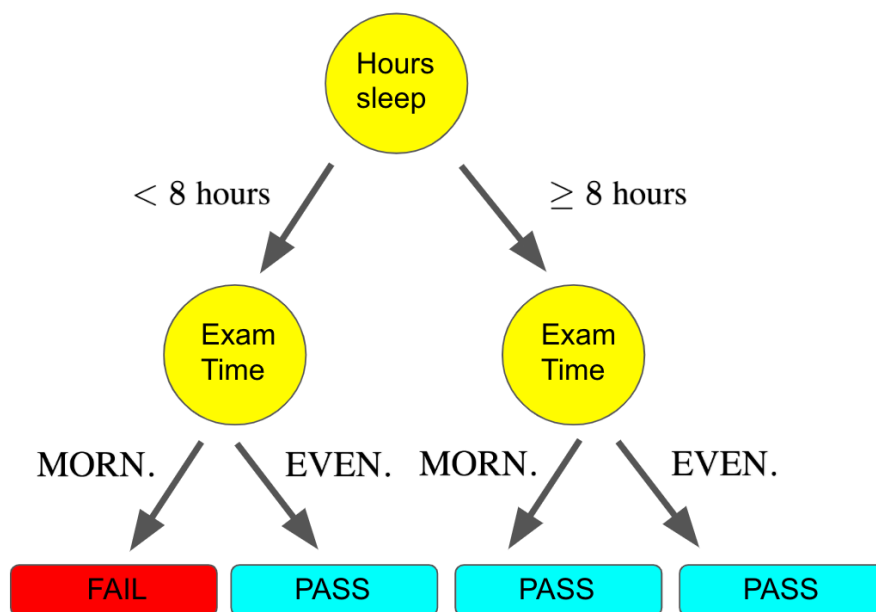 Hours
sleep
< 8 hours
≥ 8 hours
Exam
Time
Exam
Time
MORN.
EVEN.
MORN.
EVEN.
FAIL
PASS
PASS
PASS